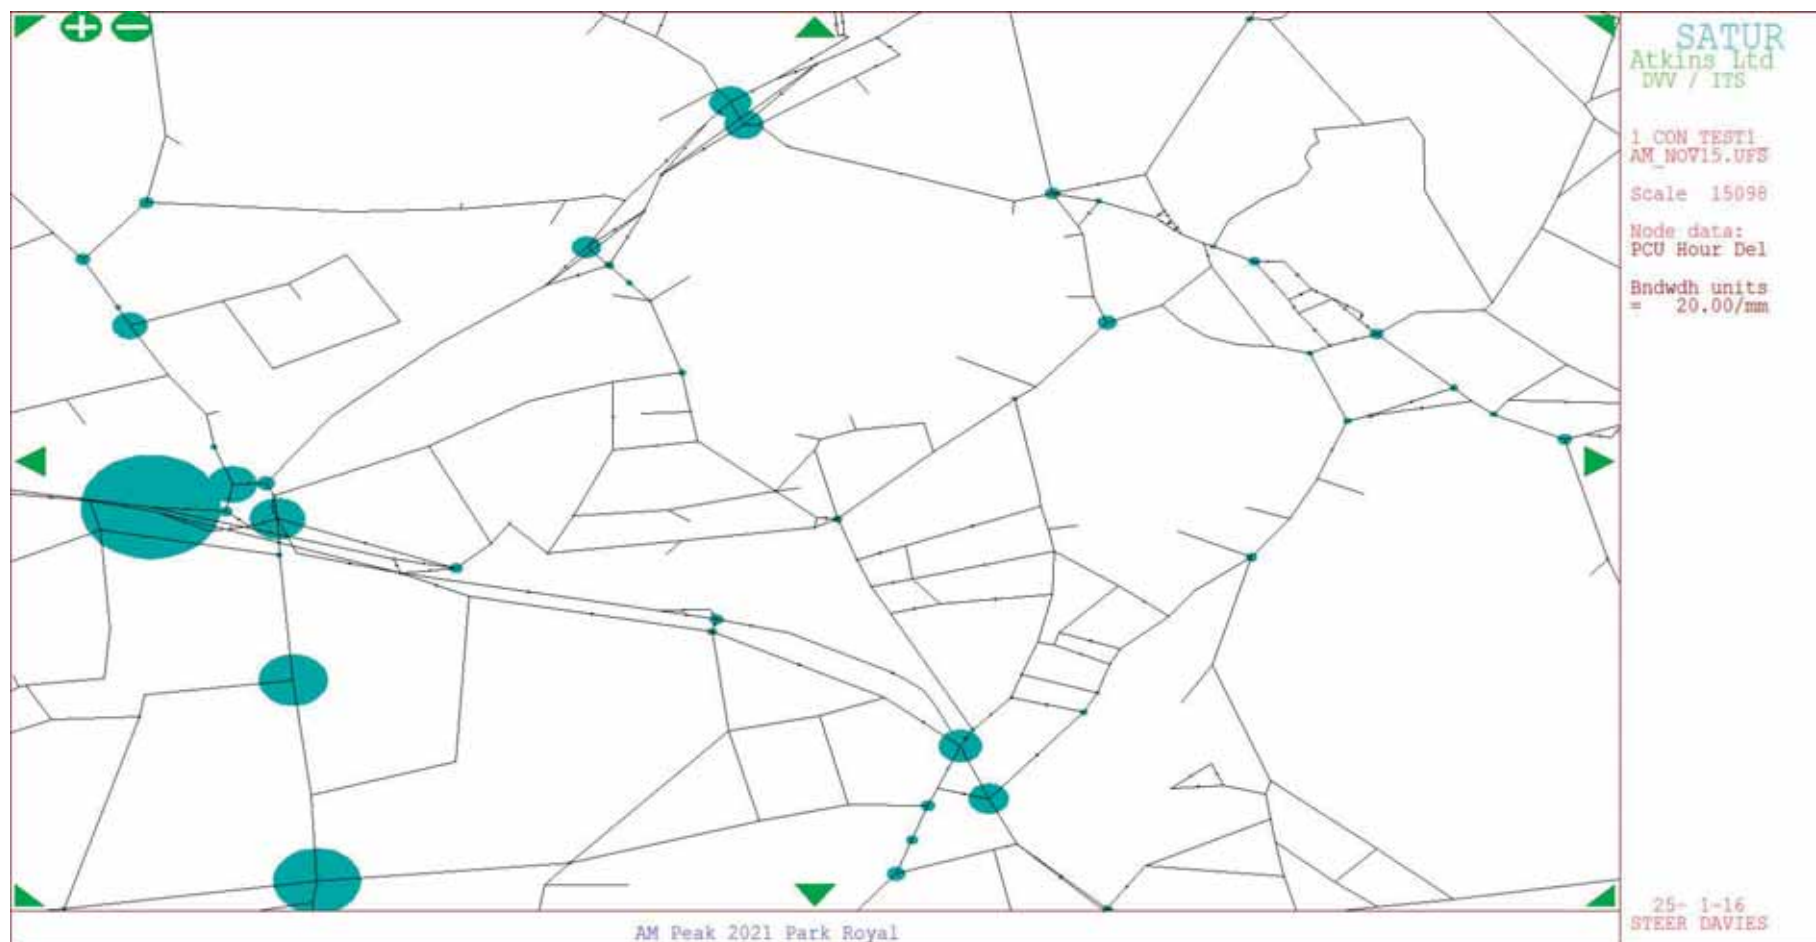 SATUR
Atkins Ltd
DVV / ITS
1 CON TEST1
AM_NOV15.UFS
Scale 15098
Node data:
PCU Hour Del
Bndwdh units
= 20.00/mm
25- 1-16
STEER DAVIES
AM Peak 2021 Park Royal